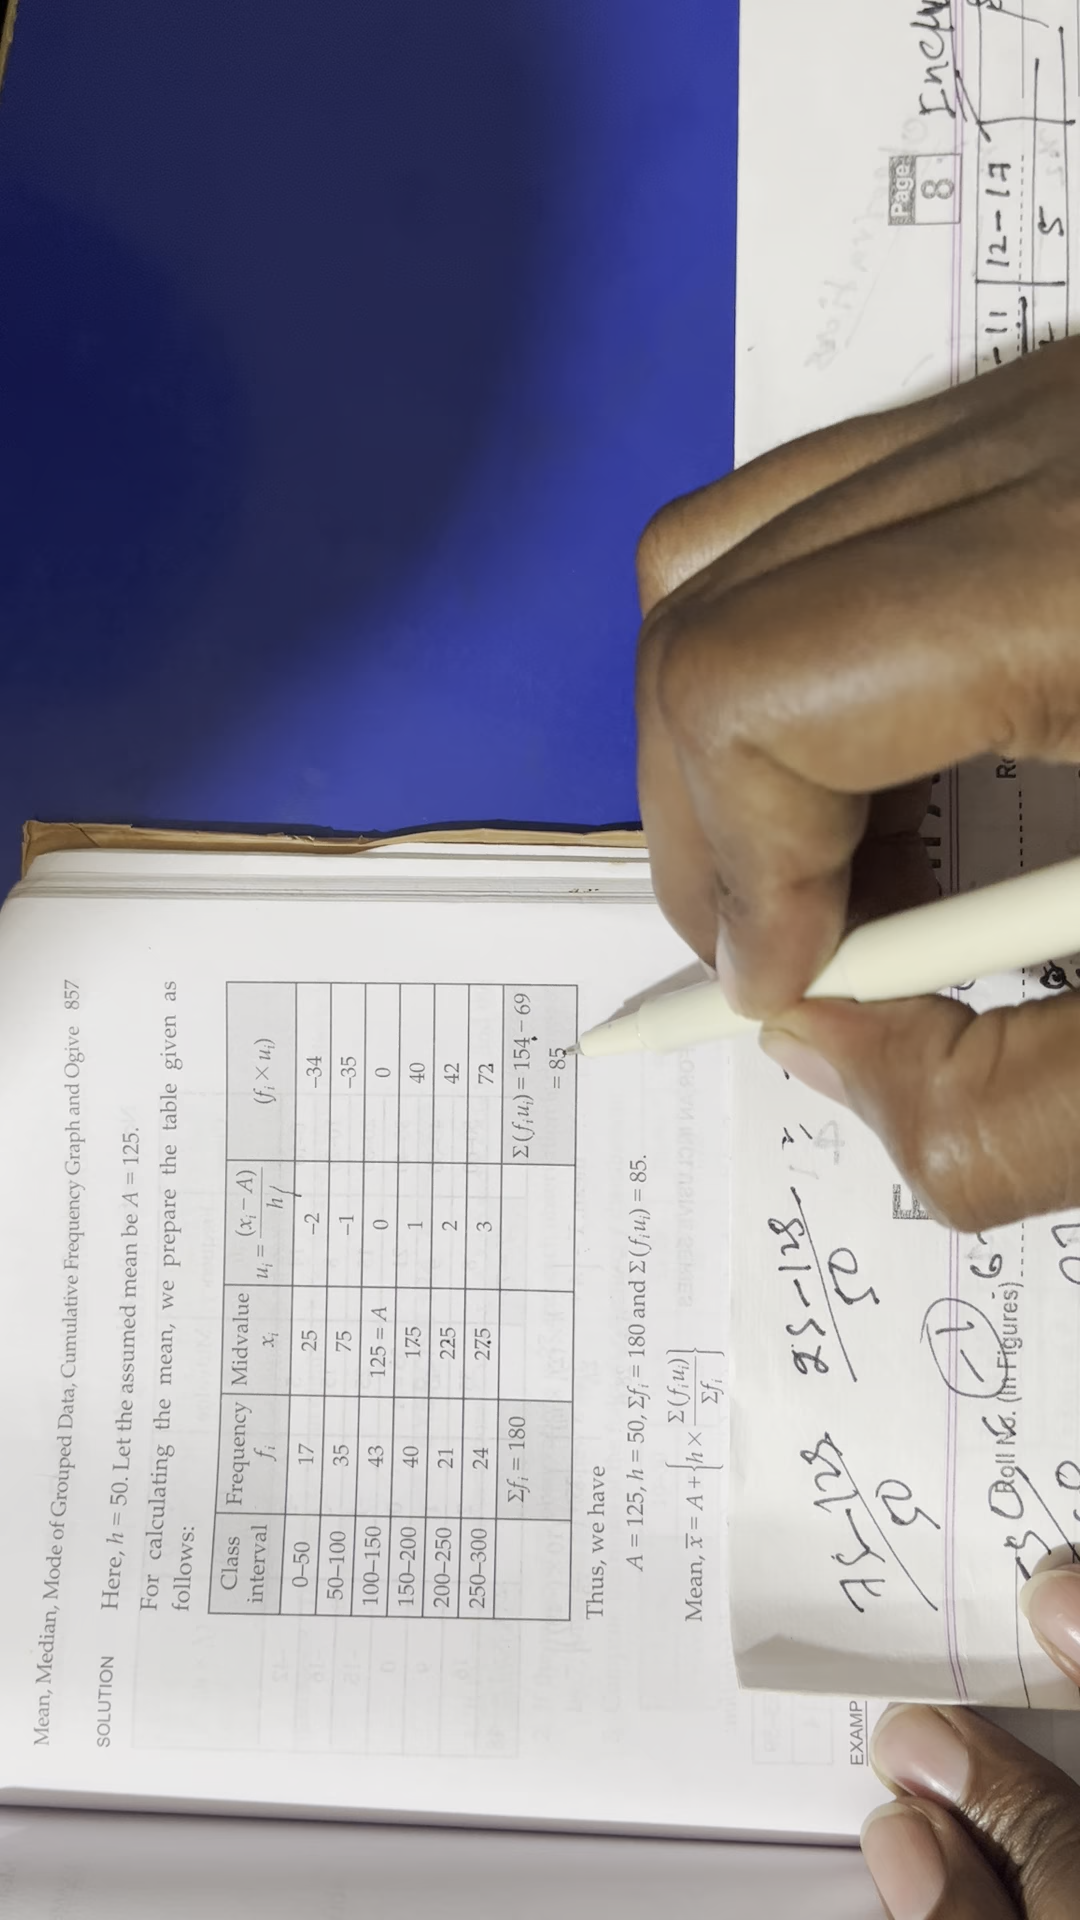 Mean, Median, Mode of Grouped Data, Cumulative Frequency Graph and Ogive 857
SOLUTION Here, h = 50. Let the assumed mean be A = 125.
For calculating the mean, we prepare the table given as
follows:
Class interval Frequency fᵢ Midvalue xᵢ uᵢ = (xᵢ − A)/h (fᵢ × uᵢ)
0–50 17 25 −2 −34
50–100 35 75 −1 −35
100–150 43 125 = A 0 0
150–200 40 175 1 40
200–250 21 225 2 42
250–300 24 275 3 72
Σfᵢ = 180 Σ(fᵢuᵢ) = 154 − 69
= 85
Thus, we have
A = 125, h = 50, Σfᵢ = 180 and Σ(fᵢuᵢ) = 85.
Mean, x̄ = A + {h × Σ(fᵢuᵢ)/Σfᵢ}
EXAMP
75-125
50
25-125
50
-1
Roll No. (In Figures)
Page:
8
12-17
5